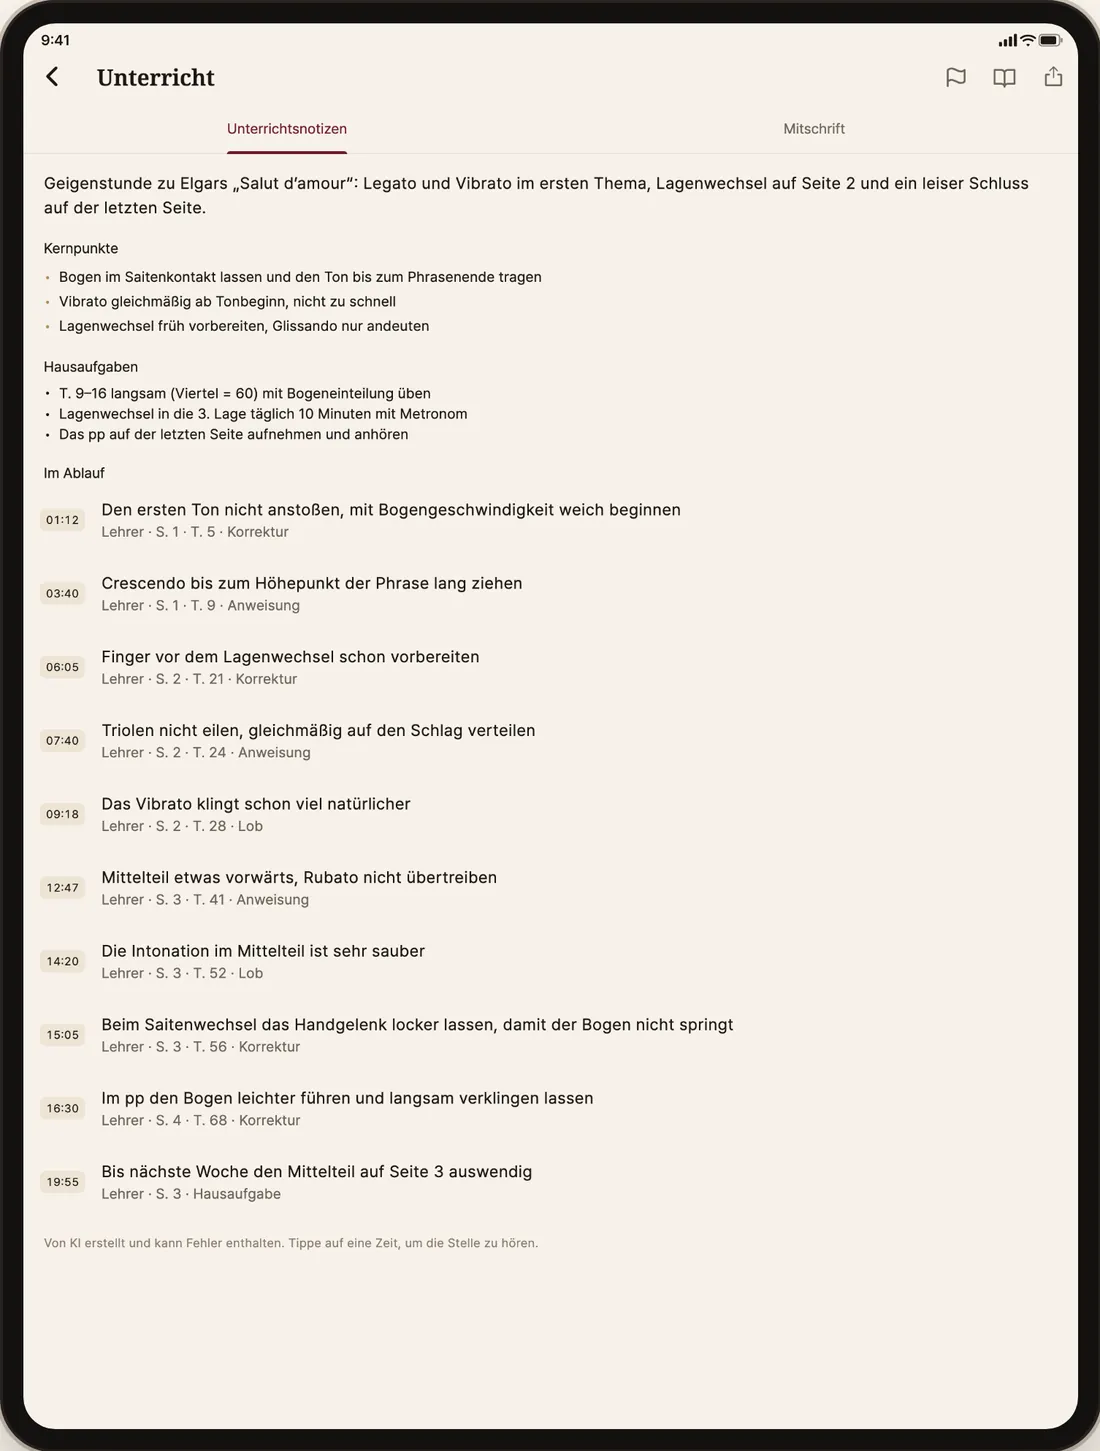 9:41
Unterricht
Unterrichtsnotizen
Mitschrift
Geigenstunde zu Elgars „Salut d’amour“: Legato und Vibrato im ersten Thema, Lagenwechsel auf Seite 2 und ein leiser Schluss
auf der letzten Seite.
Kernpunkte
• Bogen im Saitenkontakt lassen und den Ton bis zum Phrasenende tragen
• Vibrato gleichmäßig ab Tonbeginn, nicht zu schnell
• Lagenwechsel früh vorbereiten, Glissando nur andeuten
Hausaufgaben
• T. 9–16 langsam (Viertel = 60) mit Bogeneinteilung üben
• Lagenwechsel in die 3. Lage täglich 10 Minuten mit Metronom
• Das pp auf der letzten Seite aufnehmen und anhören
Im Ablauf
01:12
Den ersten Ton nicht anstoßen, mit Bogengeschwindigkeit weich beginnen
Lehrer · S. 1 · T. 5 · Korrektur
03:40
Crescendo bis zum Höhepunkt der Phrase lang ziehen
Lehrer · S. 1 · T. 9 · Anweisung
06:05
Finger vor dem Lagenwechsel schon vorbereiten
Lehrer · S. 2 · T. 21 · Korrektur
07:40
Triolen nicht eilen, gleichmäßig auf den Schlag verteilen
Lehrer · S. 2 · T. 24 · Anweisung
09:18
Das Vibrato klingt schon viel natürlicher
Lehrer · S. 2 · T. 28 · Lob
12:47
Mittelteil etwas vorwärts, Rubato nicht übertreiben
Lehrer · S. 3 · T. 41 · Anweisung
14:20
Die Intonation im Mittelteil ist sehr sauber
Lehrer · S. 3 · T. 52 · Lob
15:05
Beim Saitenwechsel das Handgelenk locker lassen, damit der Bogen nicht springt
Lehrer · S. 3 · T. 56 · Korrektur
16:30
Im pp den Bogen leichter führen und langsam verklingen lassen
Lehrer · S. 4 · T. 68 · Korrektur
19:55
Bis nächste Woche den Mittelteil auf Seite 3 auswendig
Lehrer · S. 3 · Hausaufgabe
Von KI erstellt und kann Fehler enthalten. Tippe auf eine Zeit, um die Stelle zu hören.